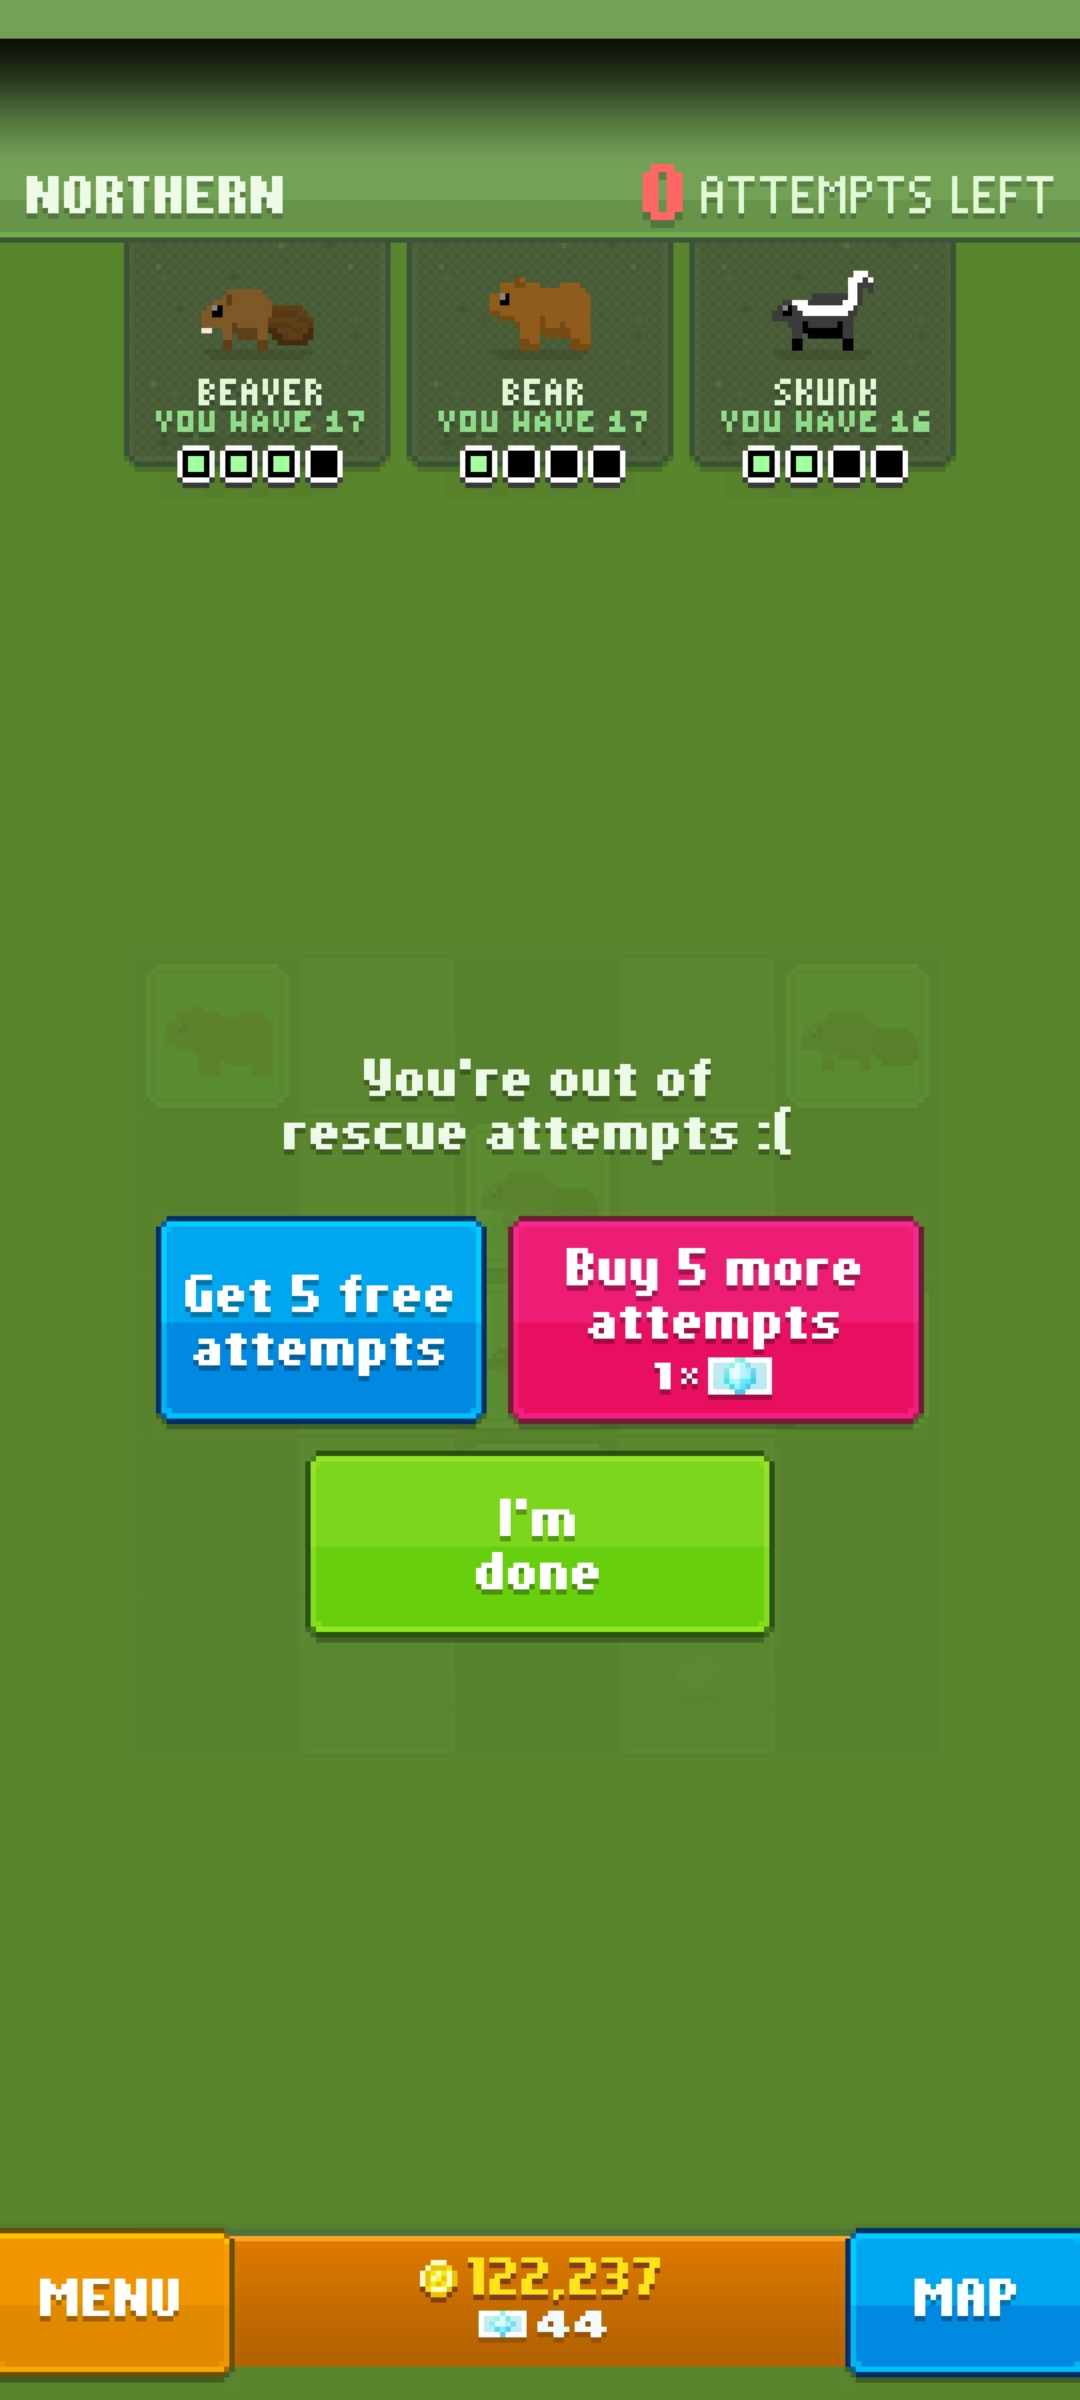 NORTHERN
0 ATTEMPTS LEFT
BEAVER
YOU HAVE 17
BEAR
YOU HAVE 17
SKUNK
YOU HAVE 16
You're out of
rescue attempts :(
Get 5 free
attempts
Buy 5 more
attempts
1×
I'm
done
MENU
122,237
44
MAP